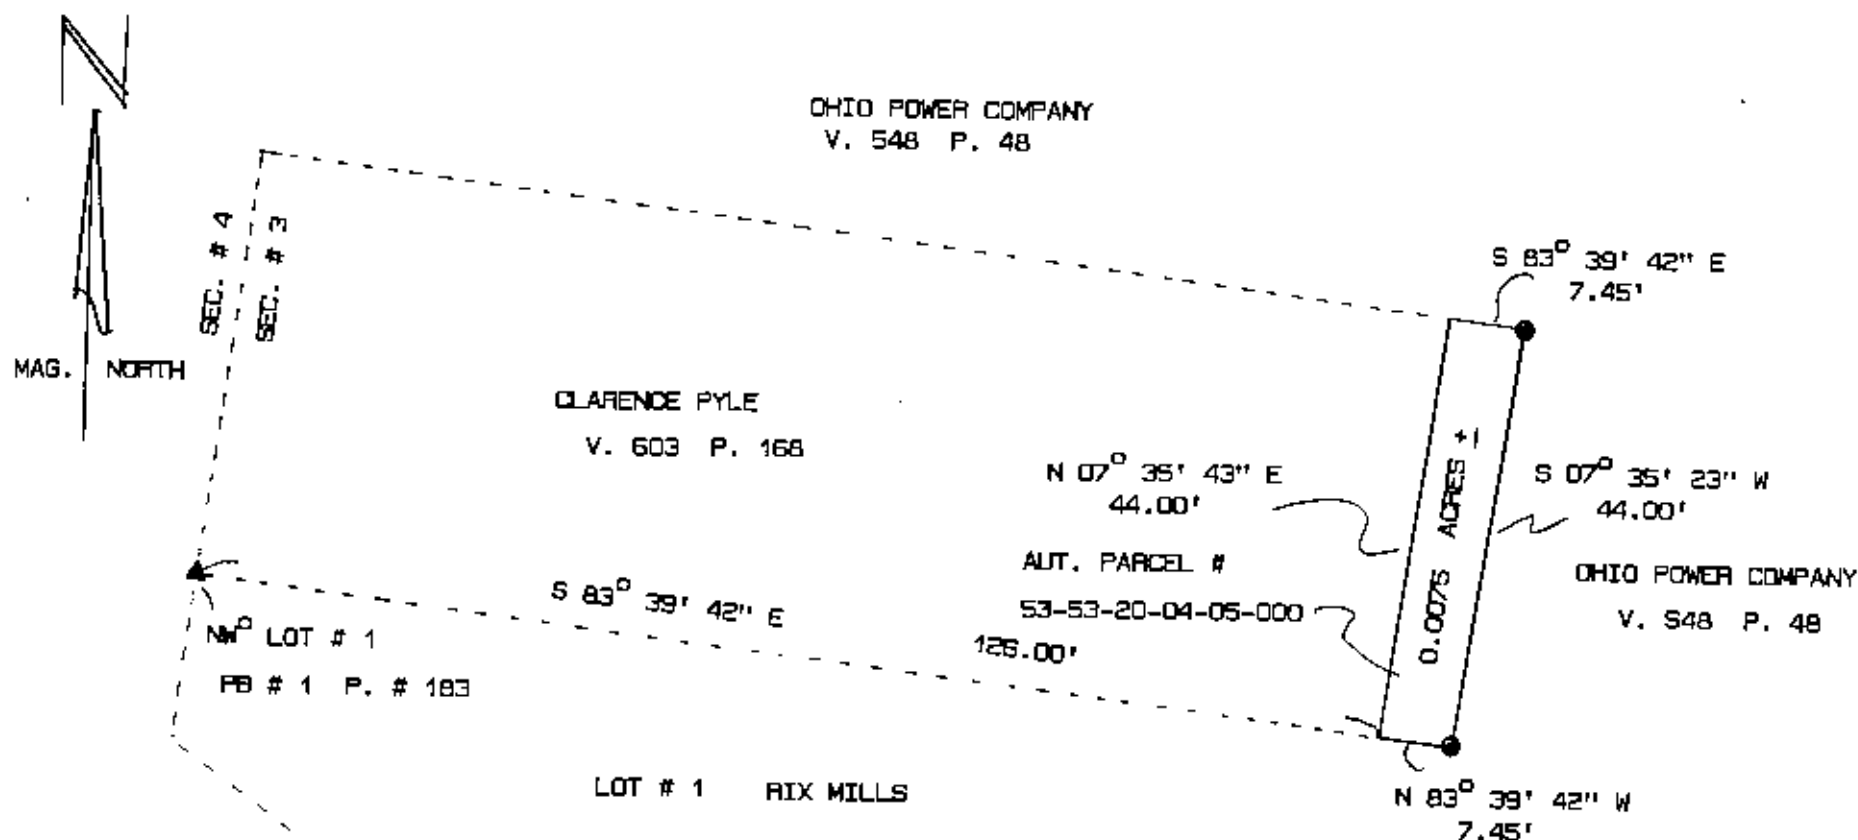 N
OHIO POWER COMPANY
V. 548 P. 48
SEC. # 4
SEC. # 3
S 83° 39' 42" E
7.45'
MAG. NORTH
CLARENCE PYLE
V. 603 P. 168
N 07° 35' 43" E
44.00'
0.0075 ACRES ±
S 07° 35' 23" W
44.00'
AUT. PARCEL #
53-53-20-04-05-000
OHIO POWER COMPANY
V. S48 P. 48
S 83° 39' 42" E
126.00'
NW° LOT # 1
PB # 1 P. # 183
LOT # 1 RIX MILLS
N 83° 39' 42" W
7.45'